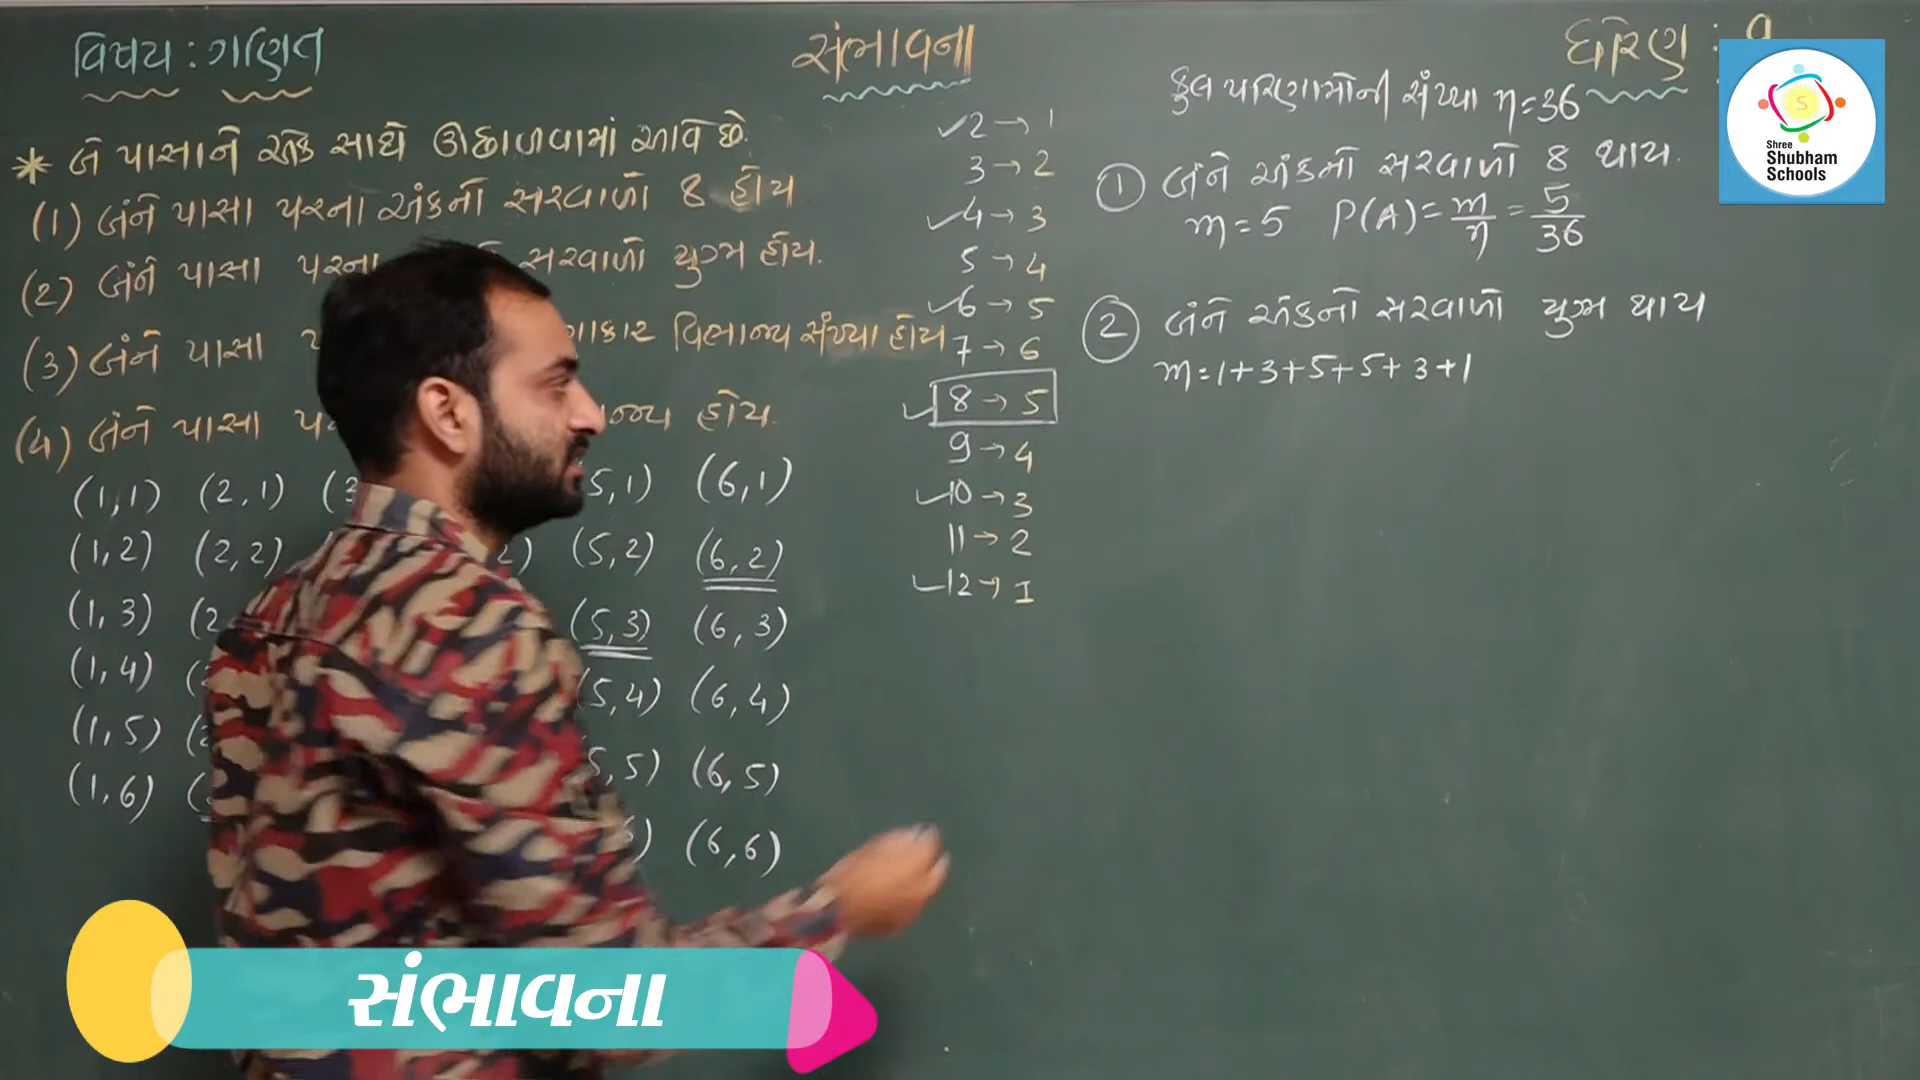 વિષય : ગણિત
સંભાવના
ધોરણ : 9
* બે પાસાને એક સાથે ઊછાળવામાં આવે છે.
(1) બંને પાસા પરના અંકનો સરવાળો 8 હોય
(2) બંને પાસા પરના સરવાળો યુગ્મ હોય.
(3) બંને પાસા વિભાજ્ય સંખ્યા હોય
(4) બંને પાસા હોય.
(1,1) (2,1) 5,1) (6,1)
(1,2) (2,2) (5,2) (6,2)
(1,3) (2 (5,3) (6,3)
(1,4) (5,4) (6,4)
(1,5) 5,5) (6,5)
(1,6) 6) (6,6)
✓2→1
3→2
✓4→3
5→4
✓6→5
7→6
✓8→5
9→4
✓10→3
11→2
✓12→1
કુલ પરિણામોની સંખ્યા n=36
① બંને અંકનો સરવાળો 8 થાય.
m=5 P(A)=m/n=5/36
② બંને અંકનો સરવાળો યુગ્મ થાય
m=1+3+5+5+3+1
S
Shree
Shubham
Schools
સંભાવના